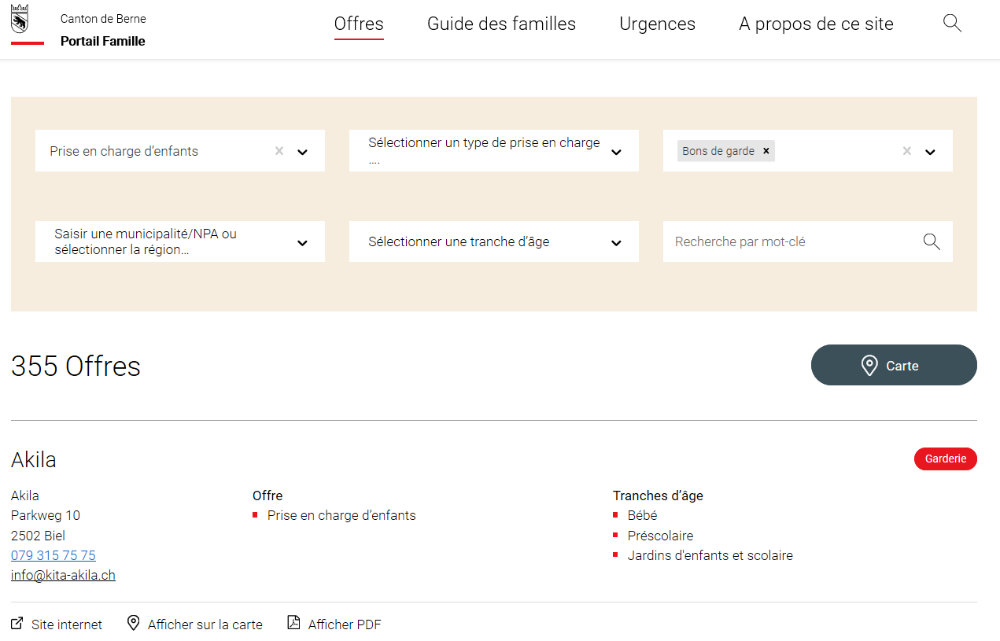 Canton de Berne
Portail Famille
Offres
Guide des familles
Urgences
A propos de ce site
Prise en charge d’enfants
Sélectionner un type de prise en charge
....
Bons de garde
Saisir une municipalité/NPA ou
sélectionner la région...
Sélectionner une tranche d’âge
Recherche par mot-clé
355 Offres
Carte
Akila
Garderie
Akila
Parkweg 10
2502 Biel
079 315 75 75
info@kita-akila.ch
Offre
Prise en charge d’enfants
Tranches d’âge
Bébé
Préscolaire
Jardins d'enfants et scolaire
Site internet
Afficher sur la carte
Afficher PDF